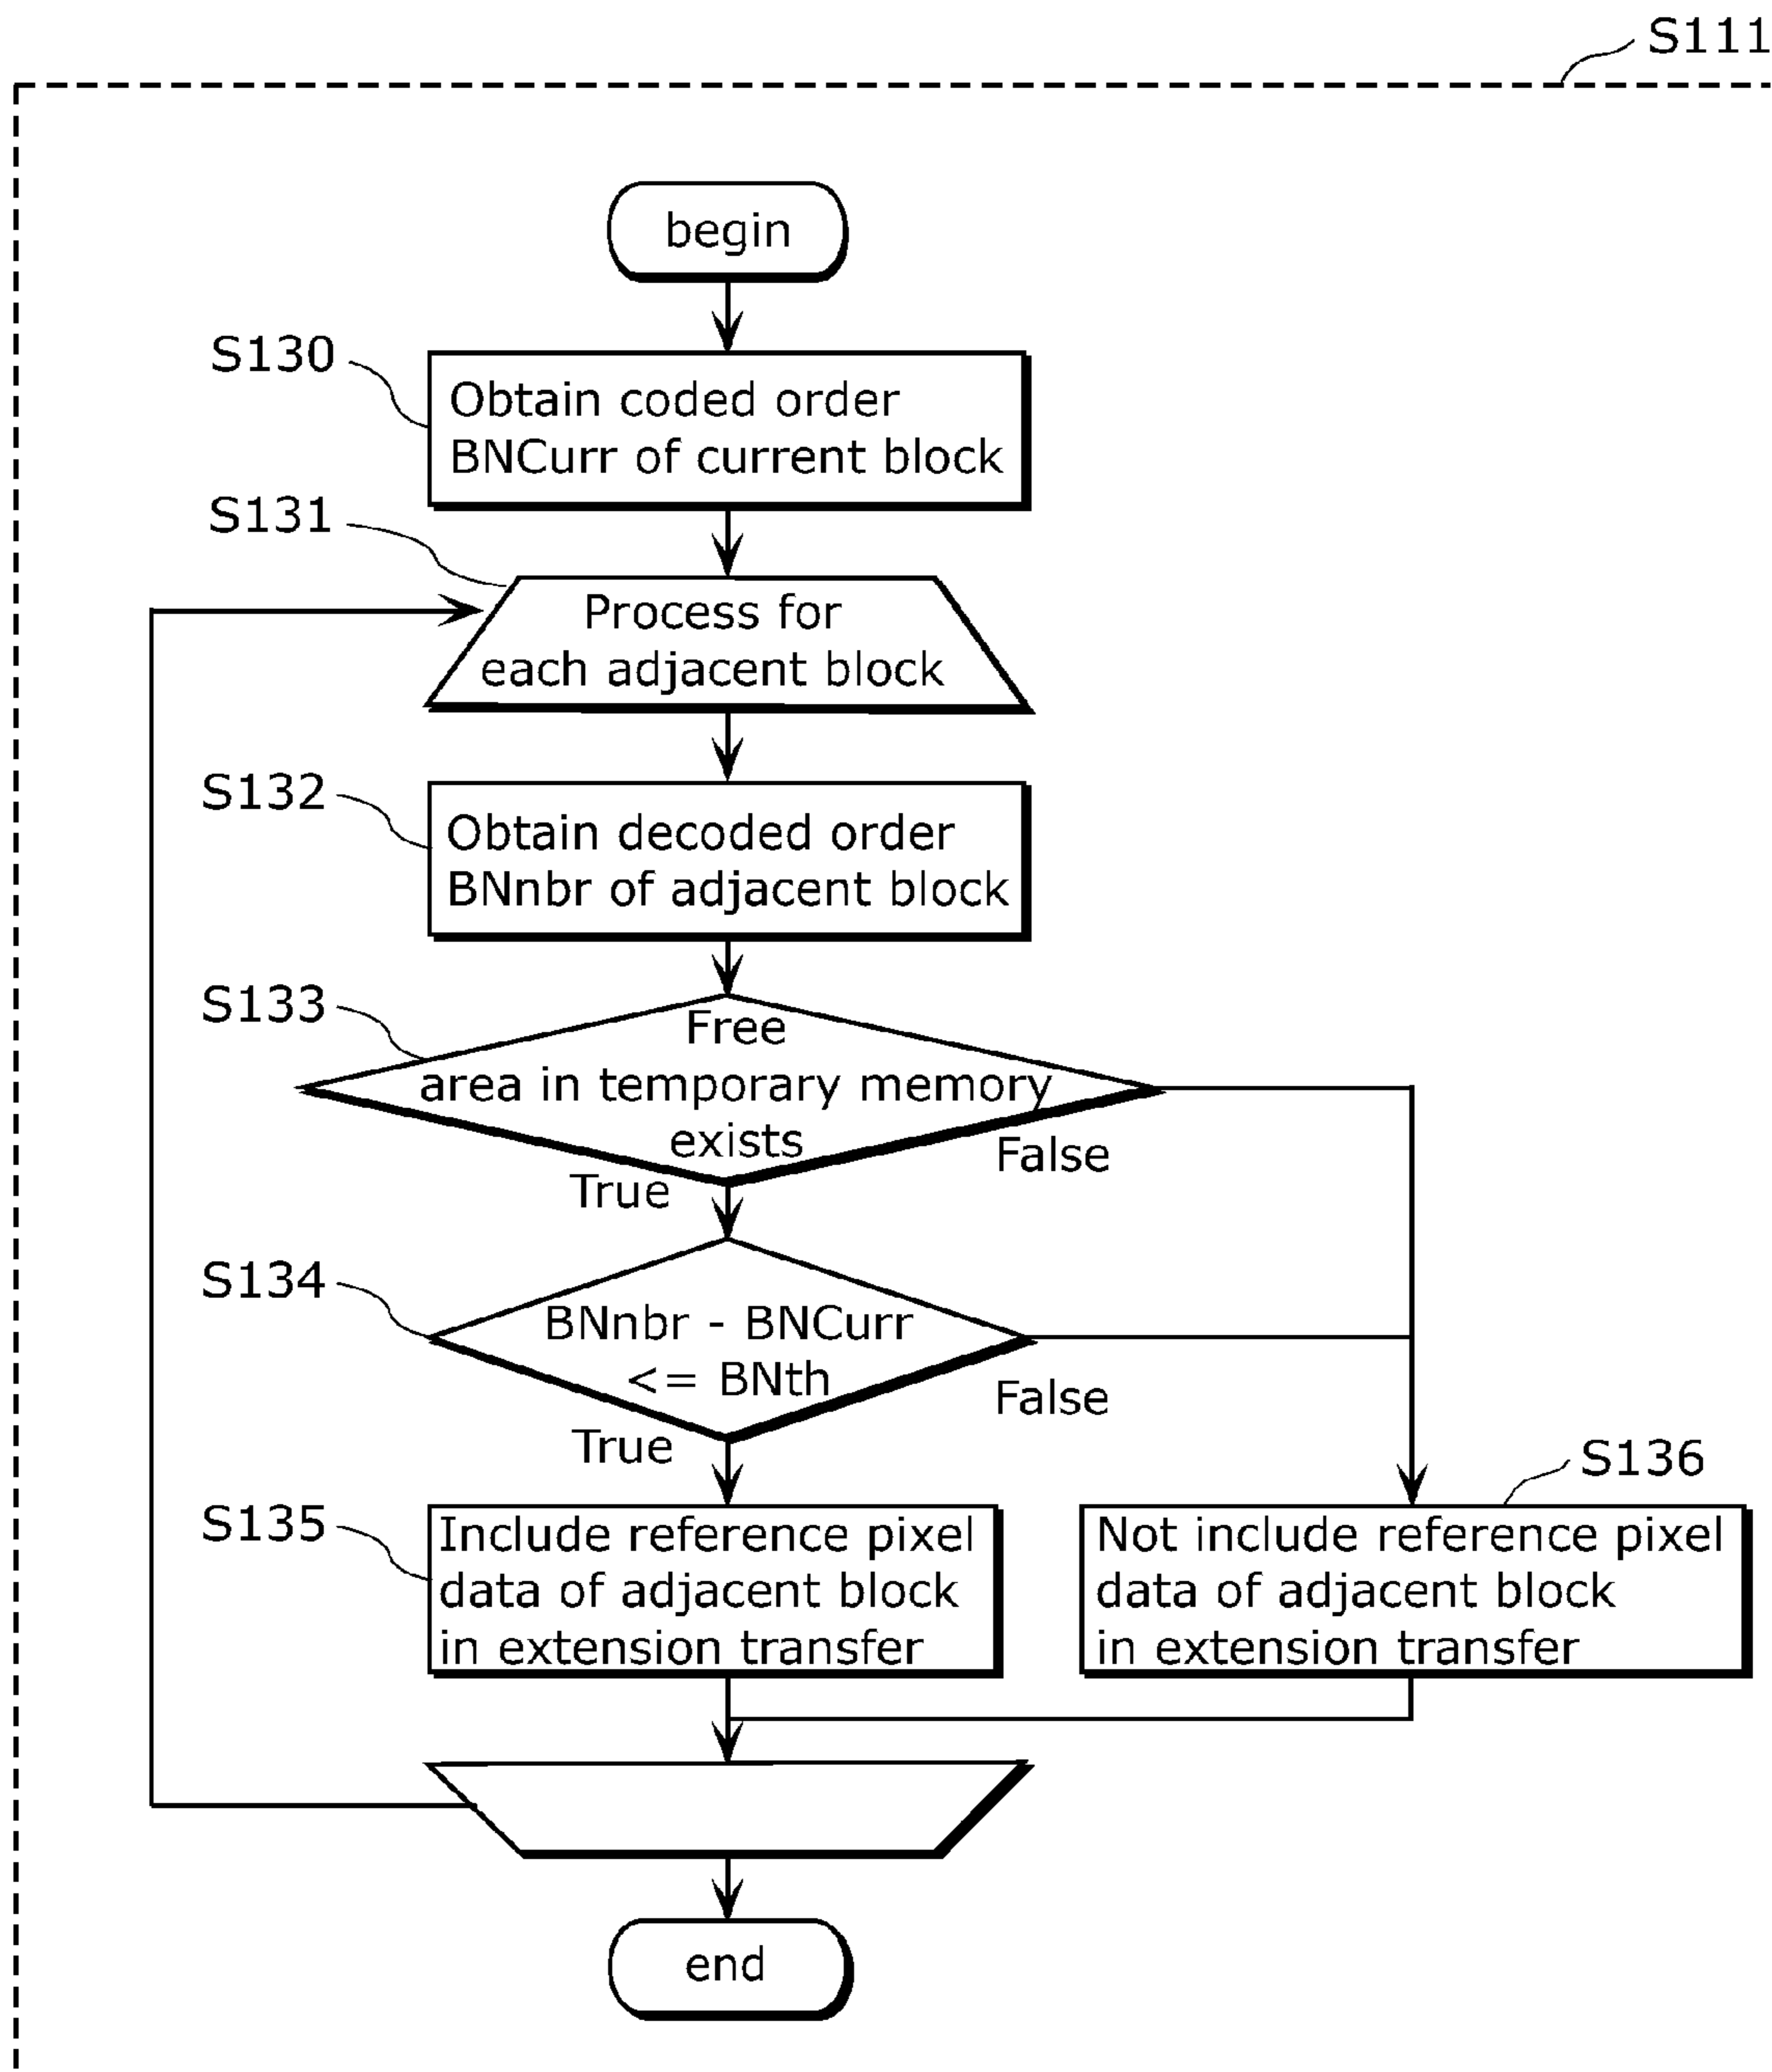 S111
begin
S130
Obtain coded order
BNCurr of current block
S131
Process for
each adjacent block
S132
Obtain decoded order
BNnbr of adjacent block
S133
Free
area in temporary memory
exists
False
True
S134
BNnbr - BNCurr
<= BNth
False
True
S136
S135
Include reference pixel
data of adjacent block
in extension transfer
Not include reference pixel
data of adjacent block
in extension transfer
end